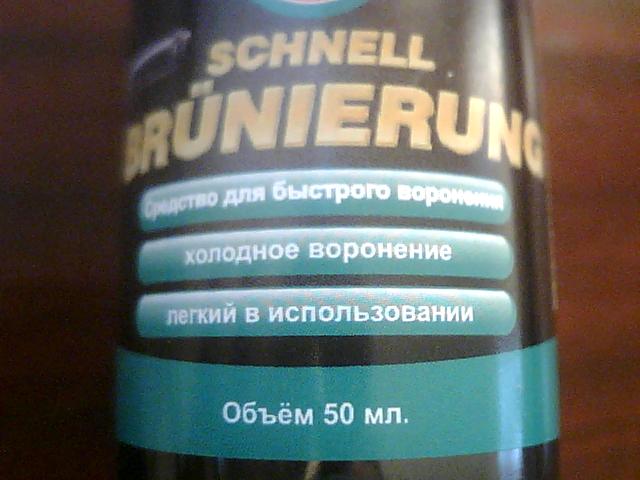 SCHNELL
BRÜNIERUNG
Средство для быстрого воронения
холодное воронение
легкий в использовании
Объём 50 мл.